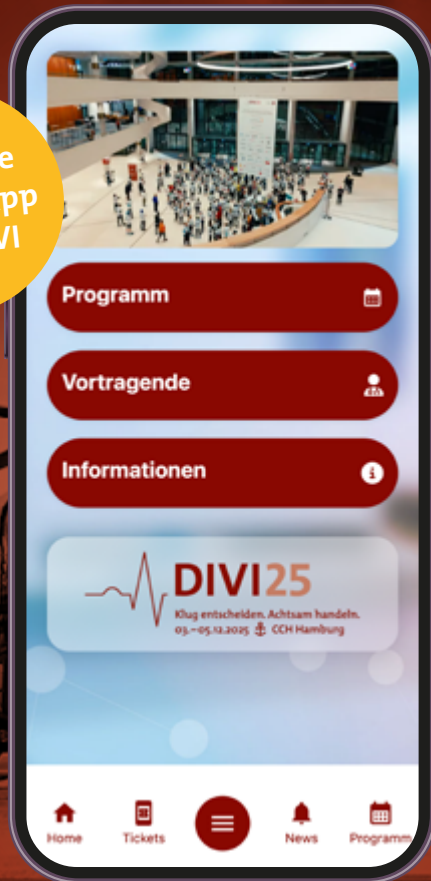 Programm
Vortragende
Informationen
DIVI25
Klug entscheiden. Achtsam handeln.
03.–05.12.2025 CCH Hamburg
Home Tickets News Programm